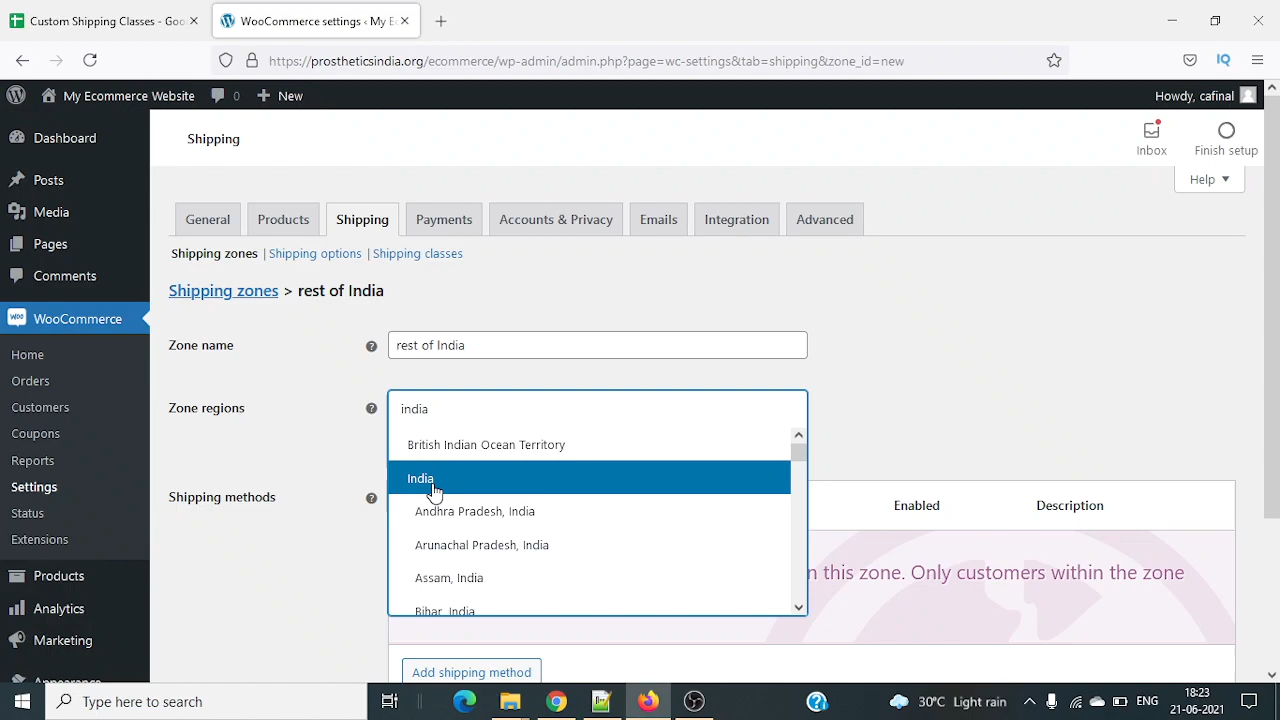 Custom Shipping Classes - Goo
WooCommerce settings ‹ My Ec
https://prostheticsindia.org/ecommerce/wp-admin/admin.php?page=wc-settings&tab=shipping&zone_id=new
IQ
My Ecommerce Website 0 + New Howdy, cafinal
Dashboard
Posts
Media
Pages
Comments
Woo WooCommerce
Home
Orders
Customers
Coupons
Reports
Settings
Status
Extensions
Products
Analytics
Marketing
Appearance
Shipping
Inbox
Finish setup
Help
General Products Shipping Payments Accounts & Privacy Emails Integration Advanced
Shipping zones | Shipping options | Shipping classes
Shipping zones > rest of India
Zone name ? rest of India
Zone regions ? india
British Indian Ocean Territory
India
Andhra Pradesh, India
Arunachal Pradesh, India
Assam, India
Bihar, India
Shipping methods ? Enabled Description
n this zone. Only customers within the zone
Add shipping method
Type here to search
30°C Light rain ENG 18:23
21-06-2021